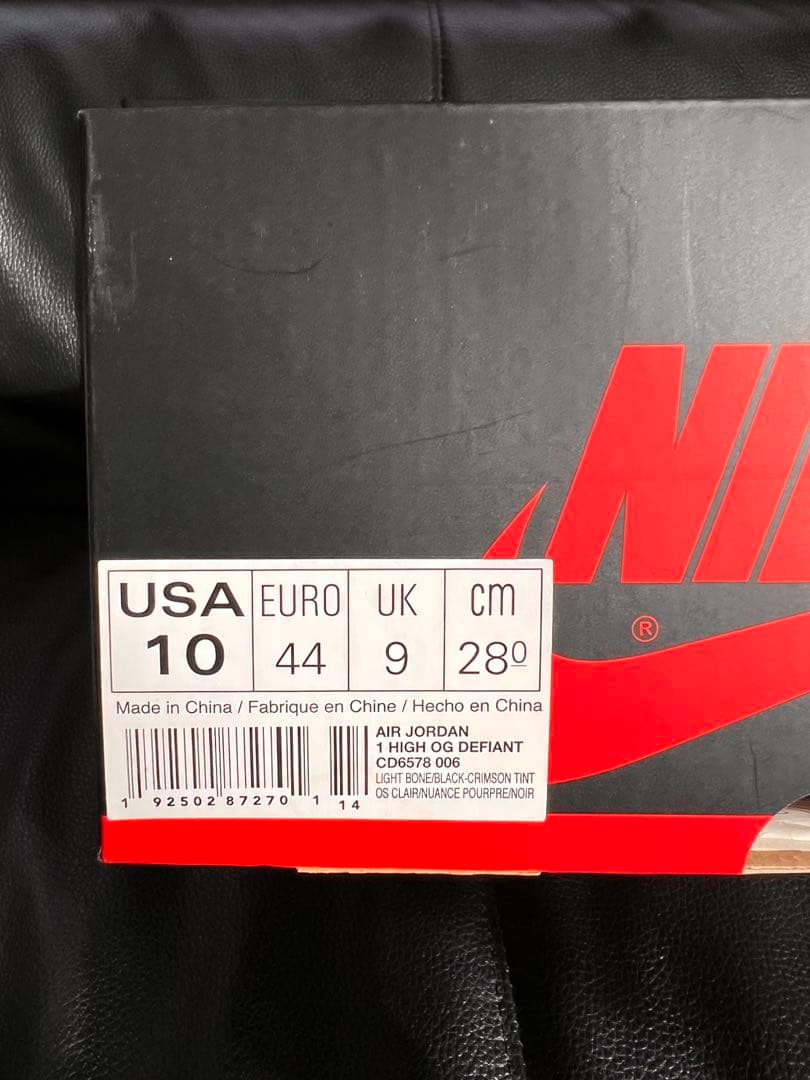 NI
®
USA EURO UK cm
10 44 9 28⁰
Made in China / Fabrique en Chine / Hecho en China
AIR JORDAN
1 HIGH OG DEFIANT
CD6578 006
LIGHT BONE/BLACK-CRIMSON TINT
OS CLAIR/NUANCE POURPRE/NOIR
1 92502 87270 1 14